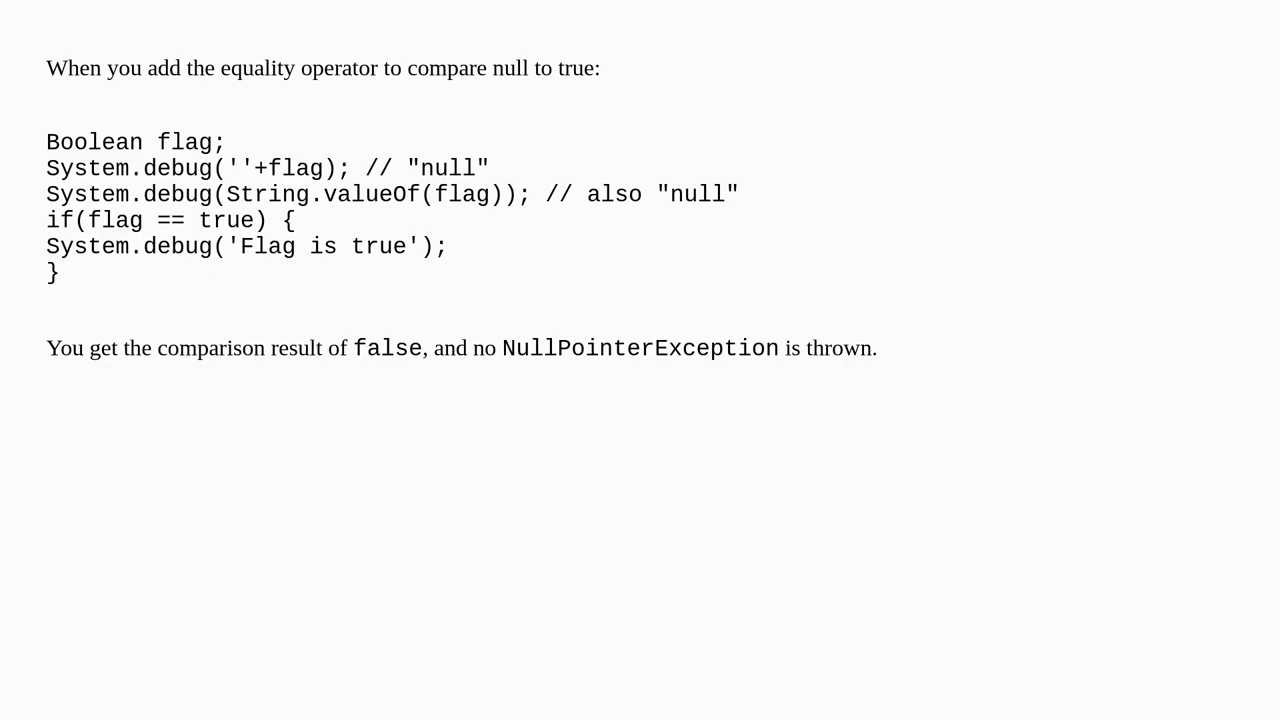 When you add the equality operator to compare null to true:
Boolean flag;
System.debug(''+flag); // "null"
System.debug(String.valueOf(flag)); // also "null"
if(flag == true) {
System.debug('Flag is true');
}
You get the comparison result of false, and no NullPointerException is thrown.